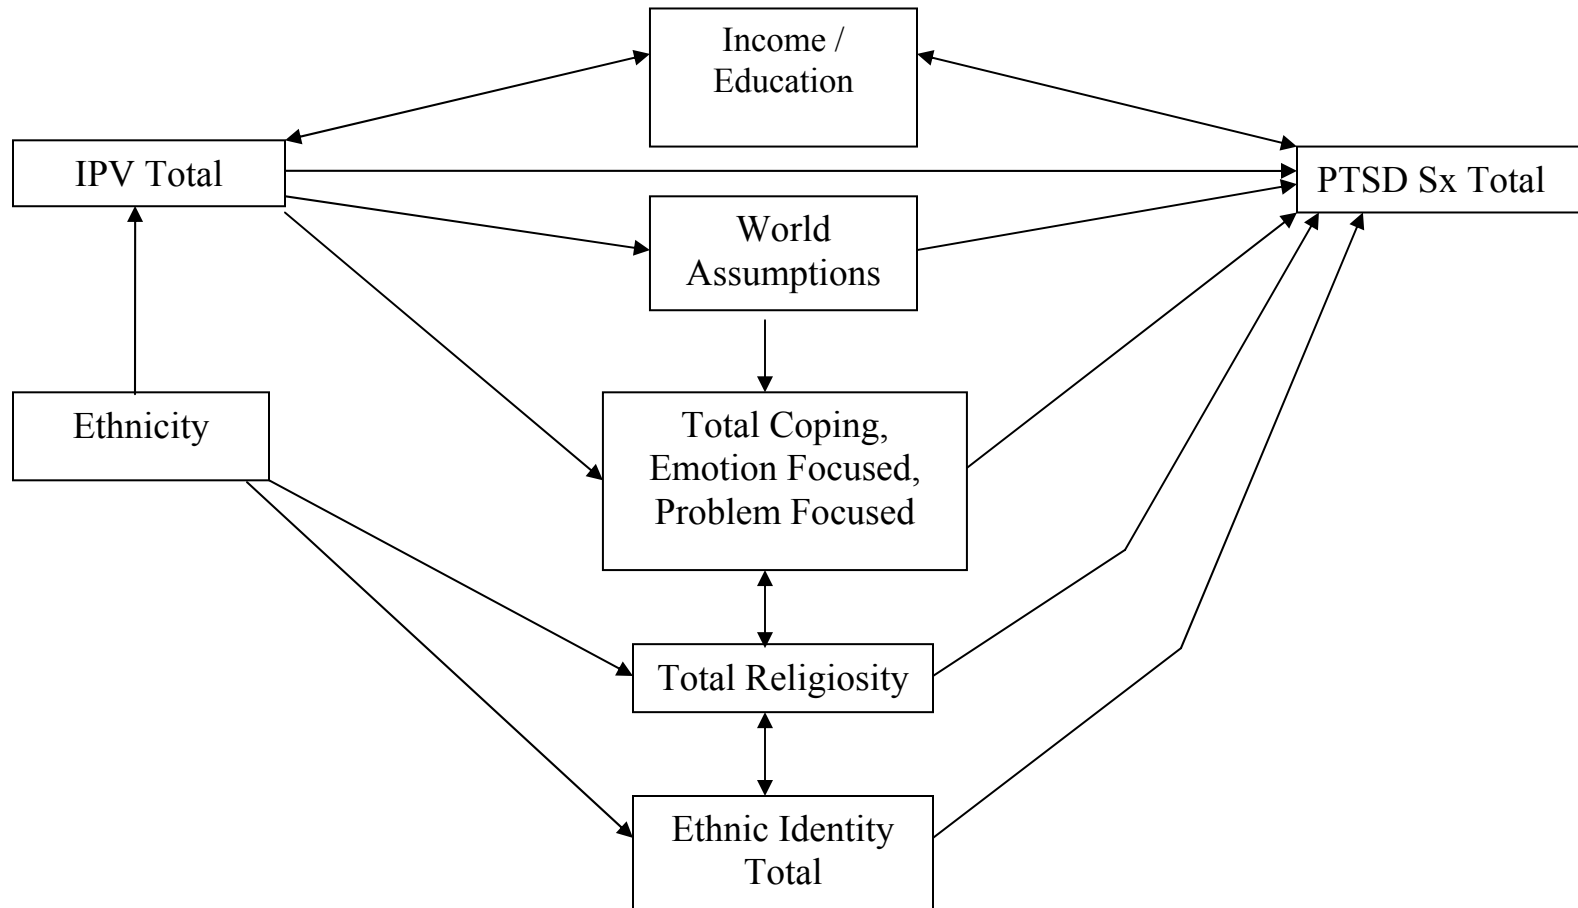 Income /
Education
IPV Total
PTSD Sx Total
World
Assumptions
Ethnicity
Total Coping,
Emotion Focused,
Problem Focused
Total Religiosity
Ethnic Identity
Total